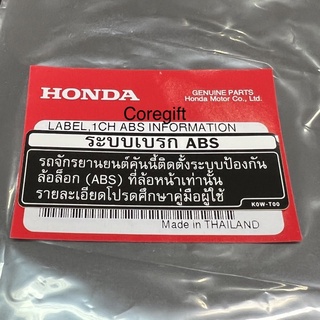 HONDA
GENUINE PARTS
Honda Motor Co., Ltd.
Coregift
LABEL,1CH ABS INFORMATION
ระบบเบรก ABS
รถจักรยานยนต์คันนี้ติดตั้งระบบป้องกัน
ล้อล็อก (ABS) ที่ล้อหน้าเท่านั้น
รายละเอียดโปรดศึกษาคู่มือผู้ใช้
K0W-T00
Made in THAILAND